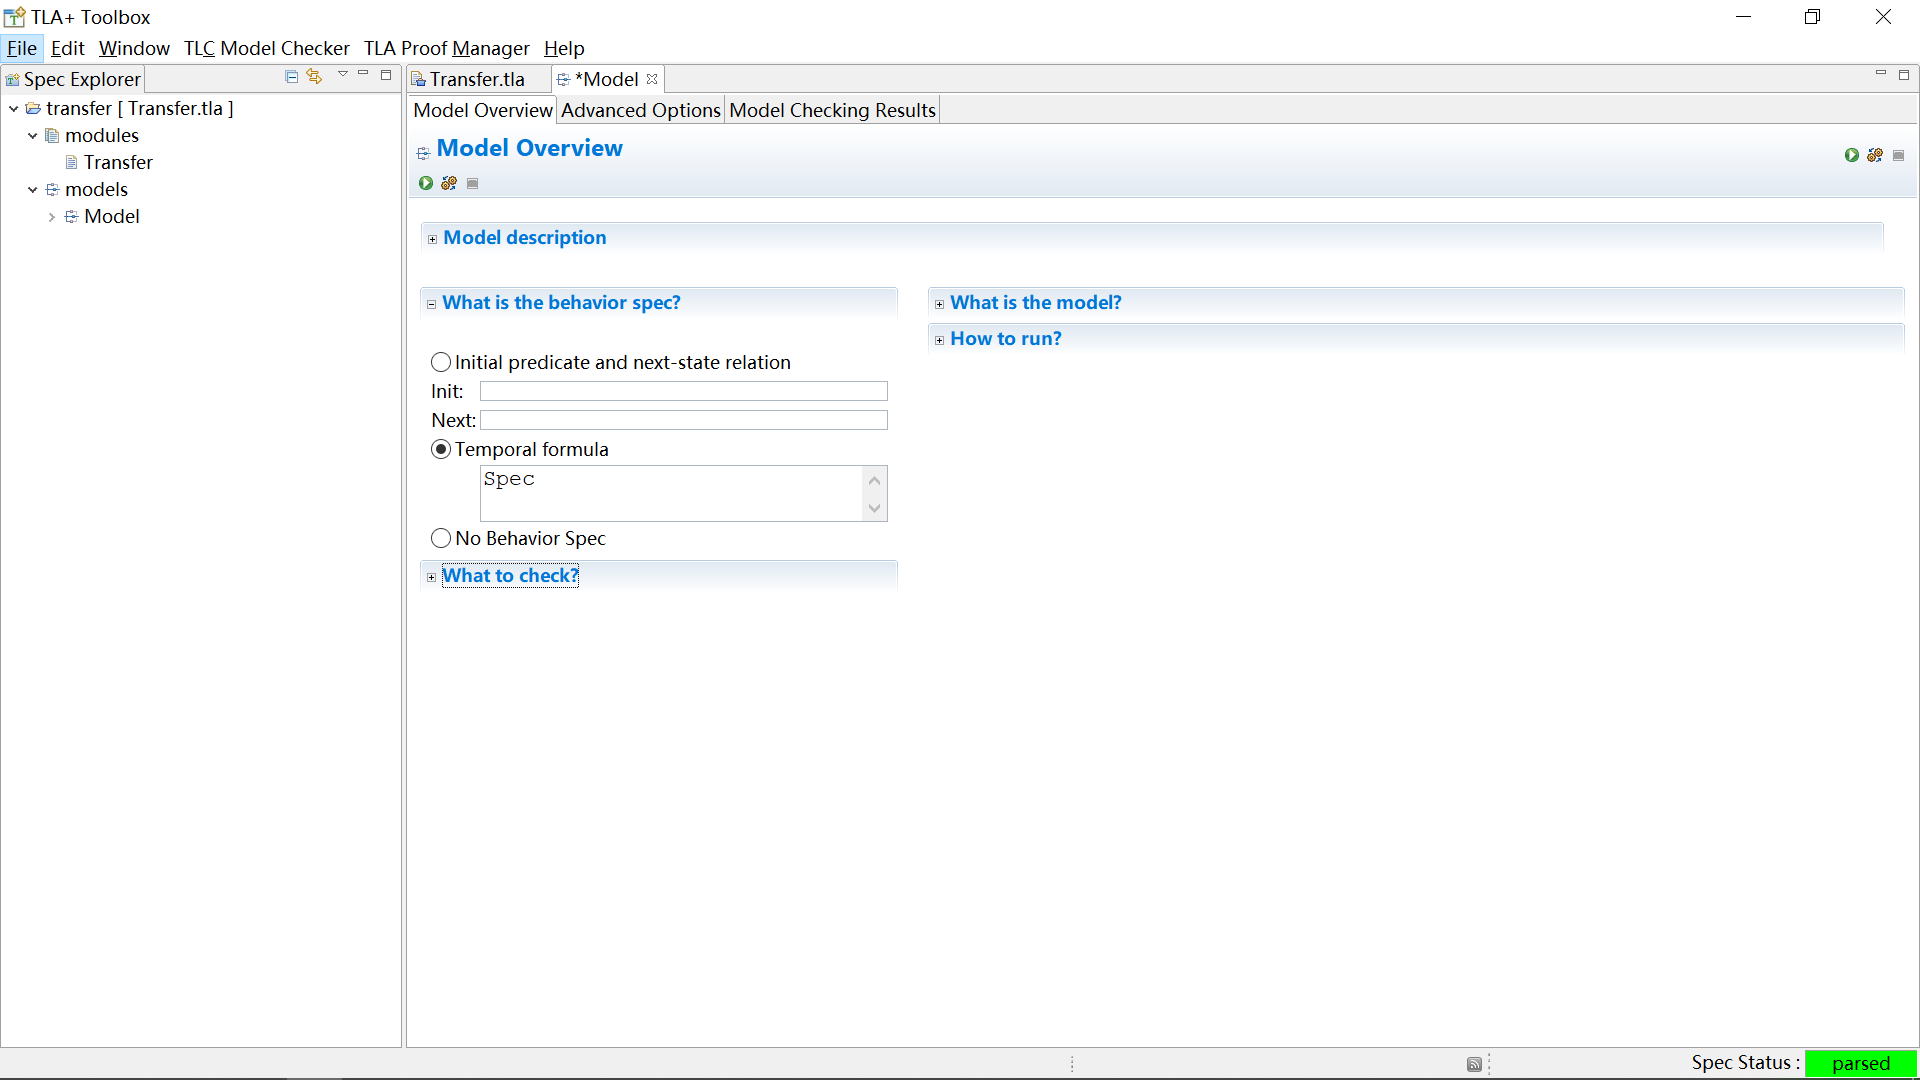 TLA+ Toolbox
File Edit Window TLC Model Checker TLA Proof Manager Help
Spec Explorer
Transfer.tla *Model
transfer [ Transfer.tla ]
modules
Transfer
models
Model
Model Overview Advanced Options Model Checking Results
Model Overview
Model description
What is the behavior spec?
Initial predicate and next-state relation
Init:
Next:
Temporal formula
Spec
No Behavior Spec
What to check?
What is the model?
How to run?
Spec Status : parsed